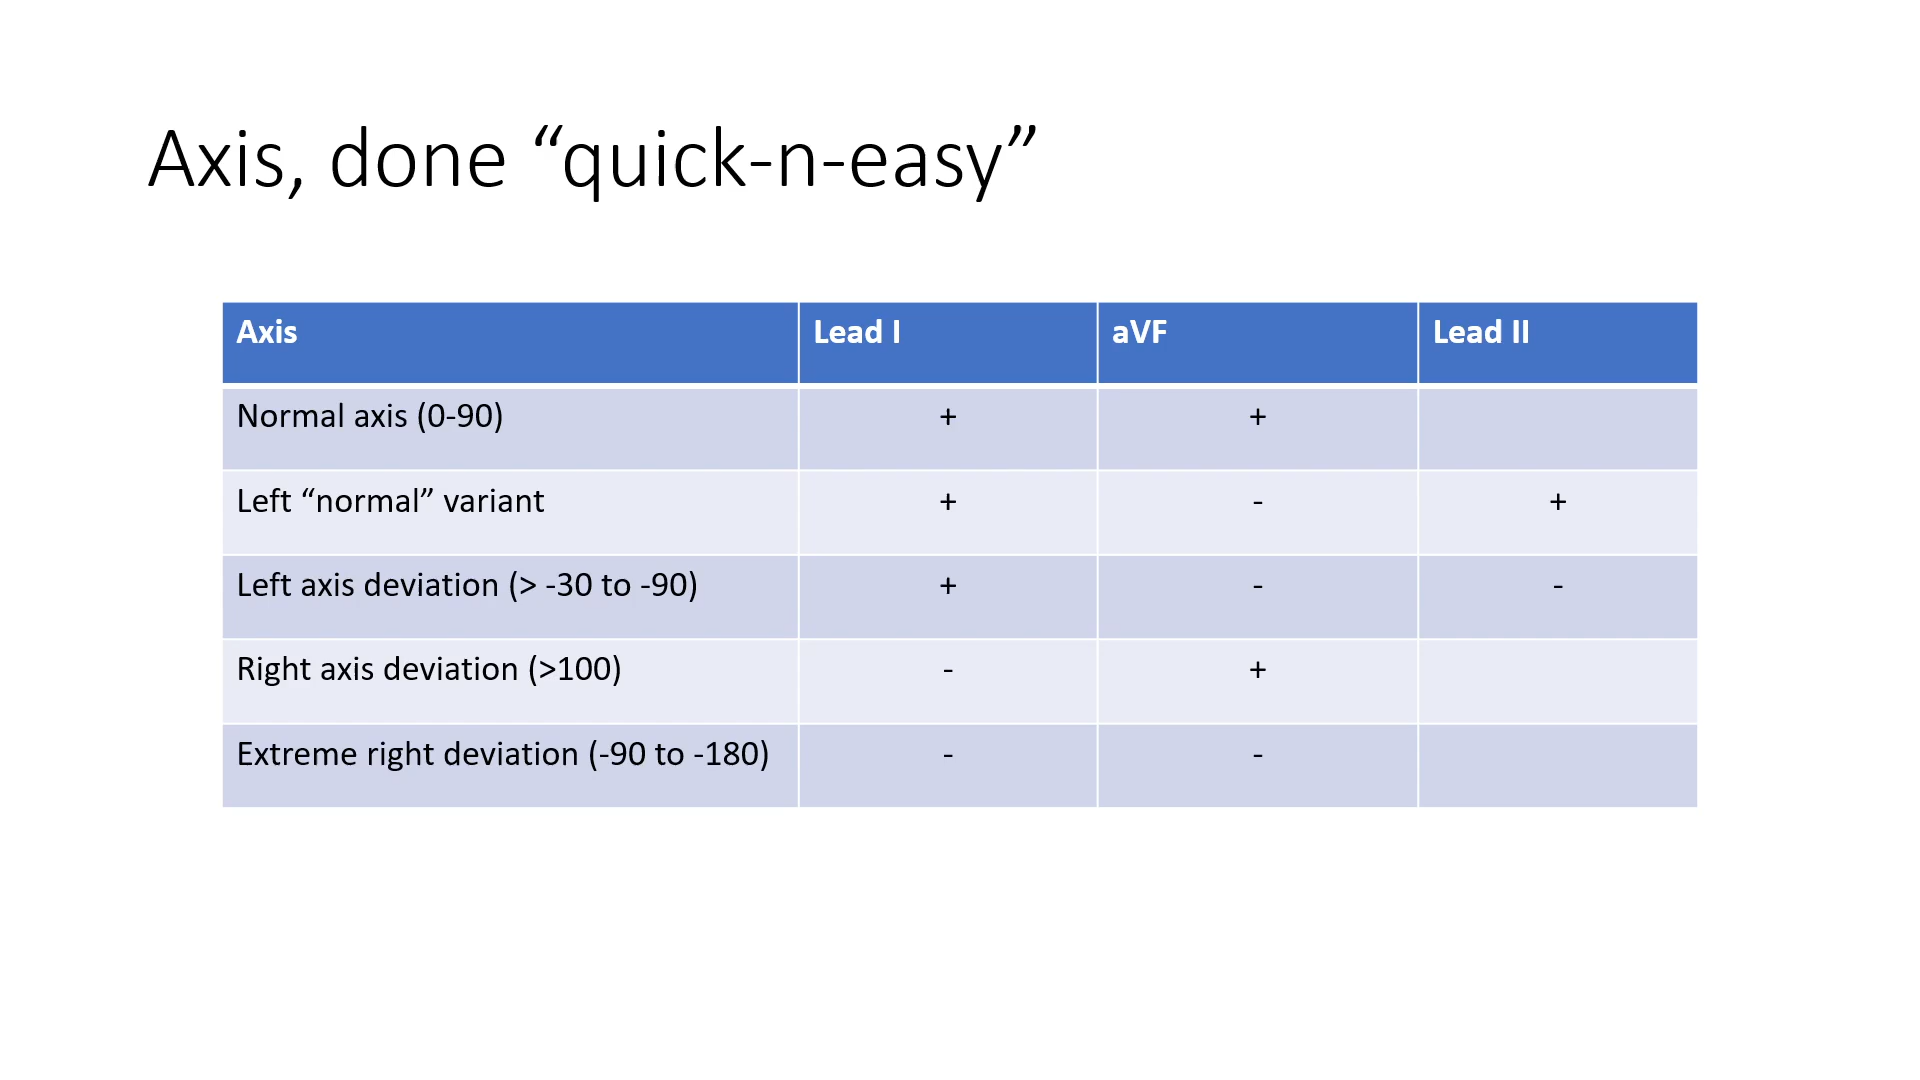 Axis, done “quick-n-easy”
Axis Lead I aVF Lead II
Normal axis (0-90) + +
Left “normal” variant + - +
Left axis deviation (> -30 to -90) + - -
Right axis deviation (>100) - +
Extreme right deviation (-90 to -180) - -